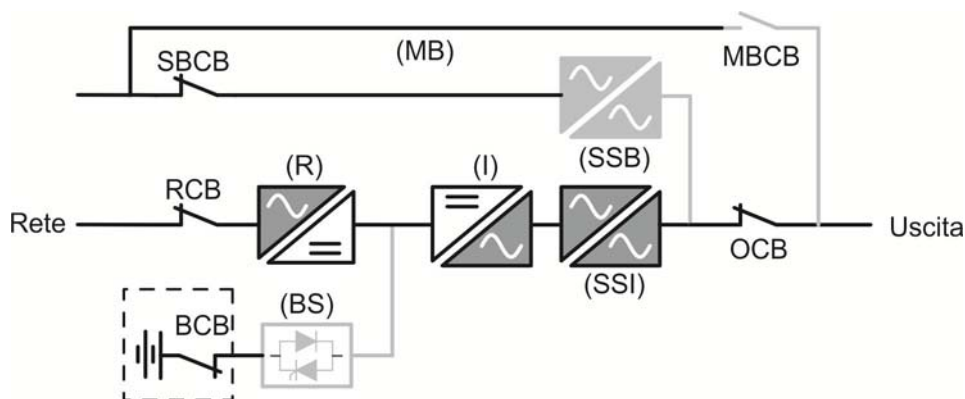 (MB)
MBCB
SBCB
(SSB)
(R)
(I)
RCB
Rete
Uscita
OCB
(SSI)
(BS)
BCB